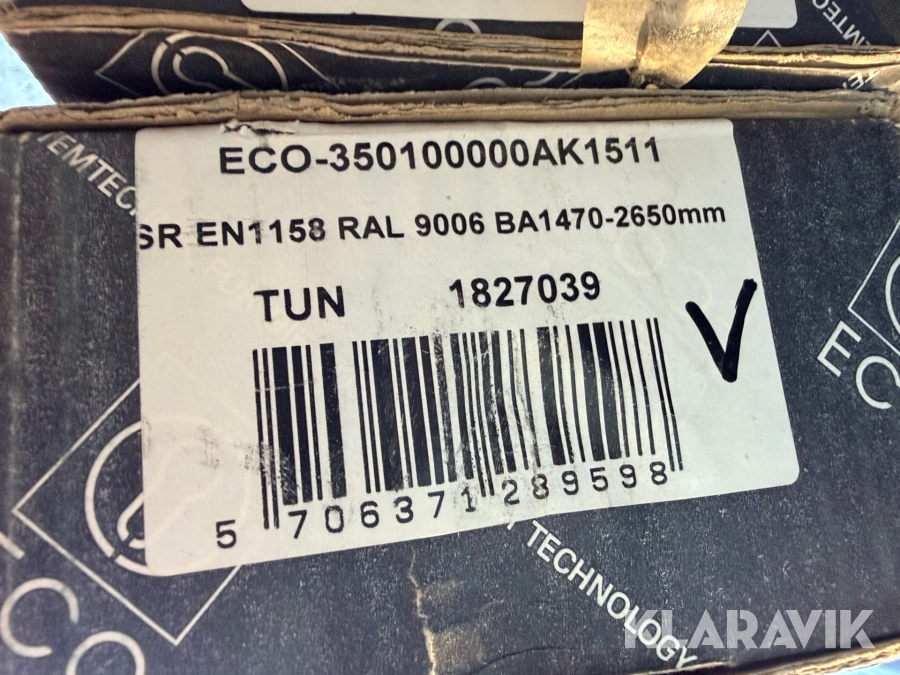 ECO-350100000AK1511
SR EN1158 RAL 9006 BA1470-2650mm
TUN 1827039
V
5 706371 289598
TECHNOLOGY
ECO
KLARAVIK